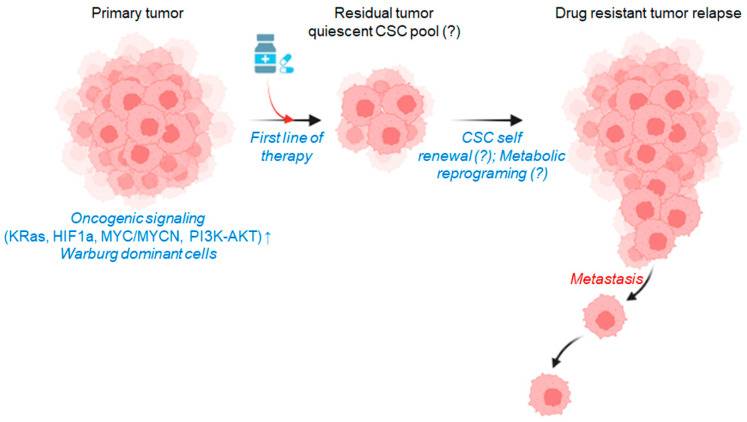 Primary tumor
Residual tumor
quiescent CSC pool (?)
Drug resistant tumor relapse
First line of
therapy
CSC self
renewal (?); Metabolic
reprograming (?)
Oncogenic signaling
(KRas, HIF1a, MYC/MYCN, PI3K-AKT) ↑
Warburg dominant cells
Metastasis